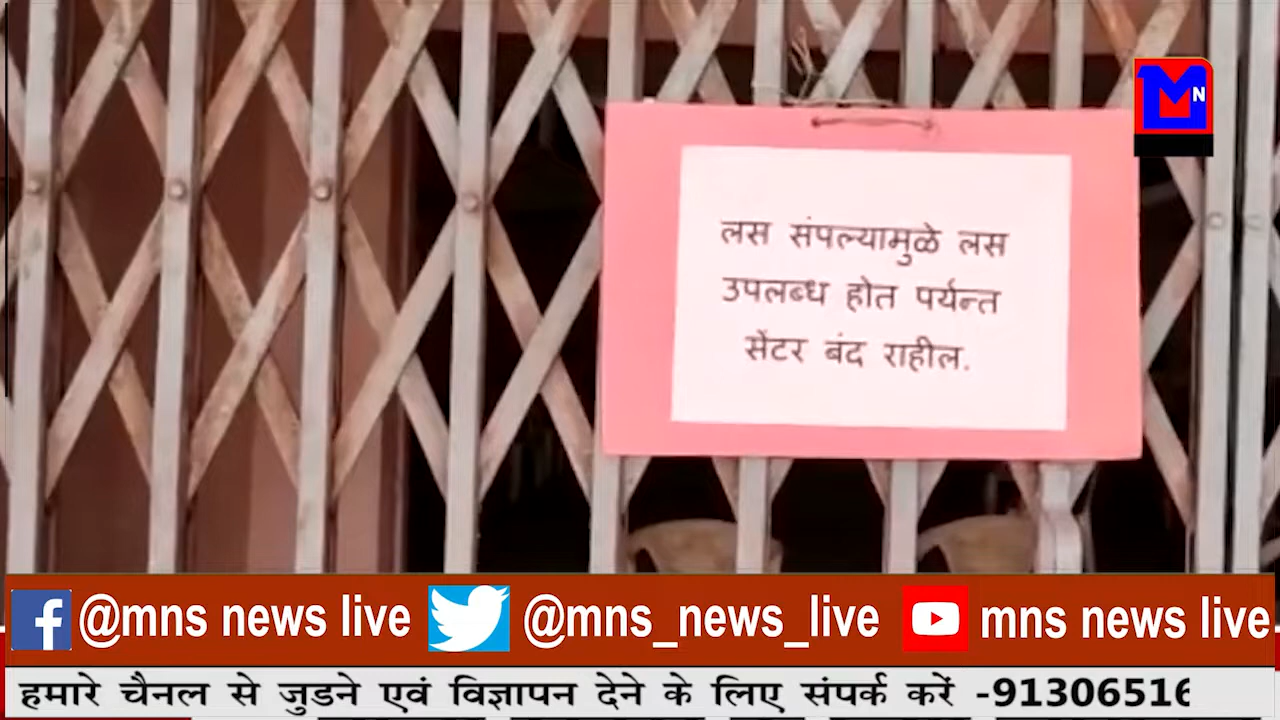 लस संपल्यामुळे लस
उपलब्ध होत पर्यन्त
सेंटर बंद राहील.
N
@mns news live @mns_news_live mns news live
हमारे चैनल से जुडने एवं विज्ञापन देने के लिए संपर्क करें -91306516